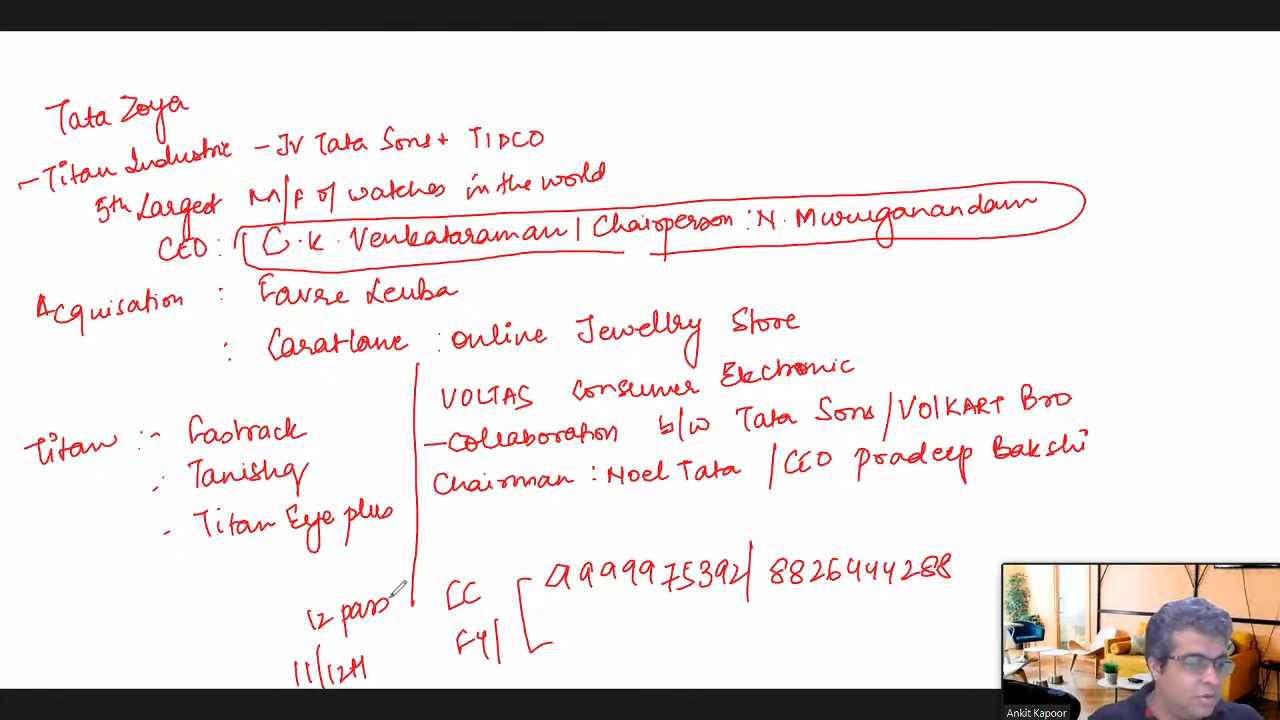 Tata Zoya
- Titan Industrie - JV Tata Sons + TIDCO
5th Largest M/f of watches in the world
CEO : C.K. Venkataraman | Chairperson : N. Muruganandam
Acquisation : Favre Leuba
: Caratlane : online Jewellry Store
Titan :- Fastrack
- Tanishq
- Titan Eye plus
VOLTAS Consumer Electronic
- Collaboration b/w Tata Sons / VOlKART Bro
Chairman : Noel Tata / CEO Pradeep Bakshi
12 pass
11/12th
CC
FY/
9999975392 | 8826444288
Ankit Kapoor